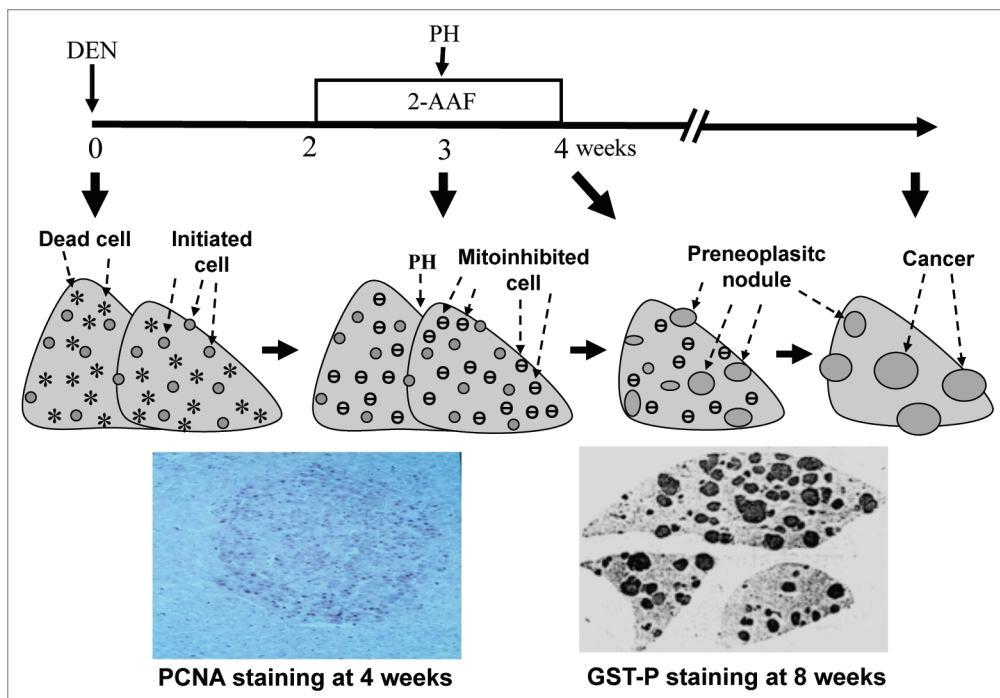 PH
DEN
2-AAF
0 2 3 4 weeks
Dead cell
Initiated
cell
PH
Mitoinhibited
cell
Preneoplasitc
nodule
Cancer
PCNA staining at 4 weeks
GST-P staining at 8 weeks